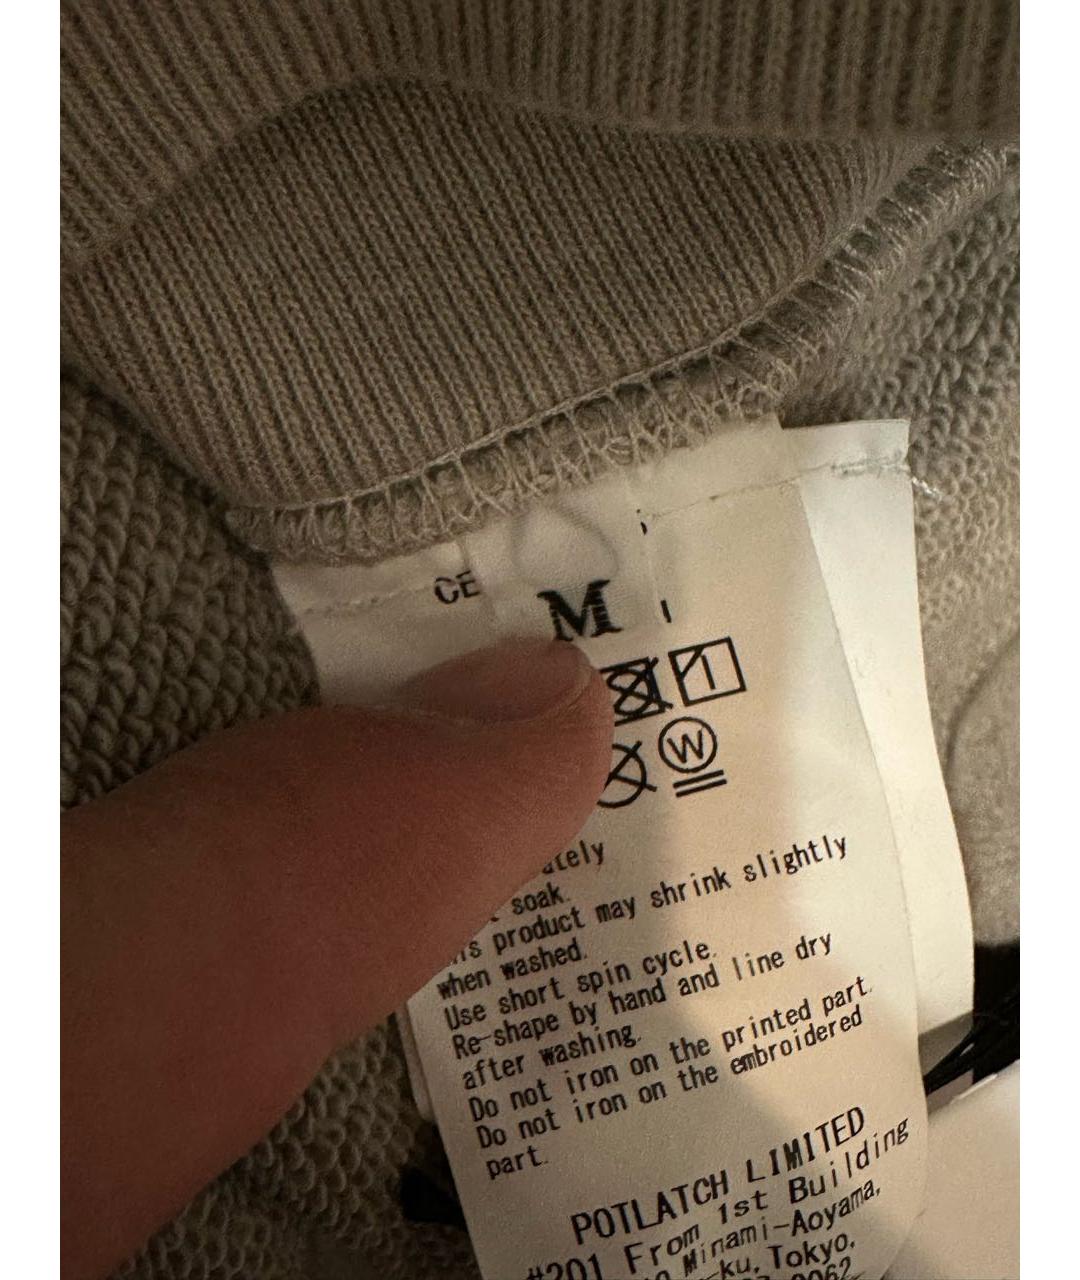 CE
M
W
soak.
product may shrink slightly
when washed.
Use short spin cycle.
Re-shape by hand and line dry
after washing.
Do not iron on the printed part.
Do not iron on the embroidered
part.
POTLATCH LIMITED
#201 From 1st Building
Minami-Aoyama,
-ku, Tokyo,
0062